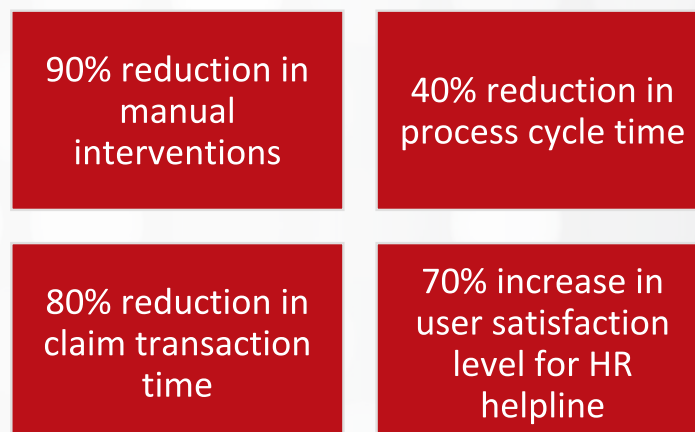 90% reduction in
manual
interventions
40% reduction in
process cycle time
80% reduction in
claim transaction
time
70% increase in
user satisfaction
level for HR
helpline